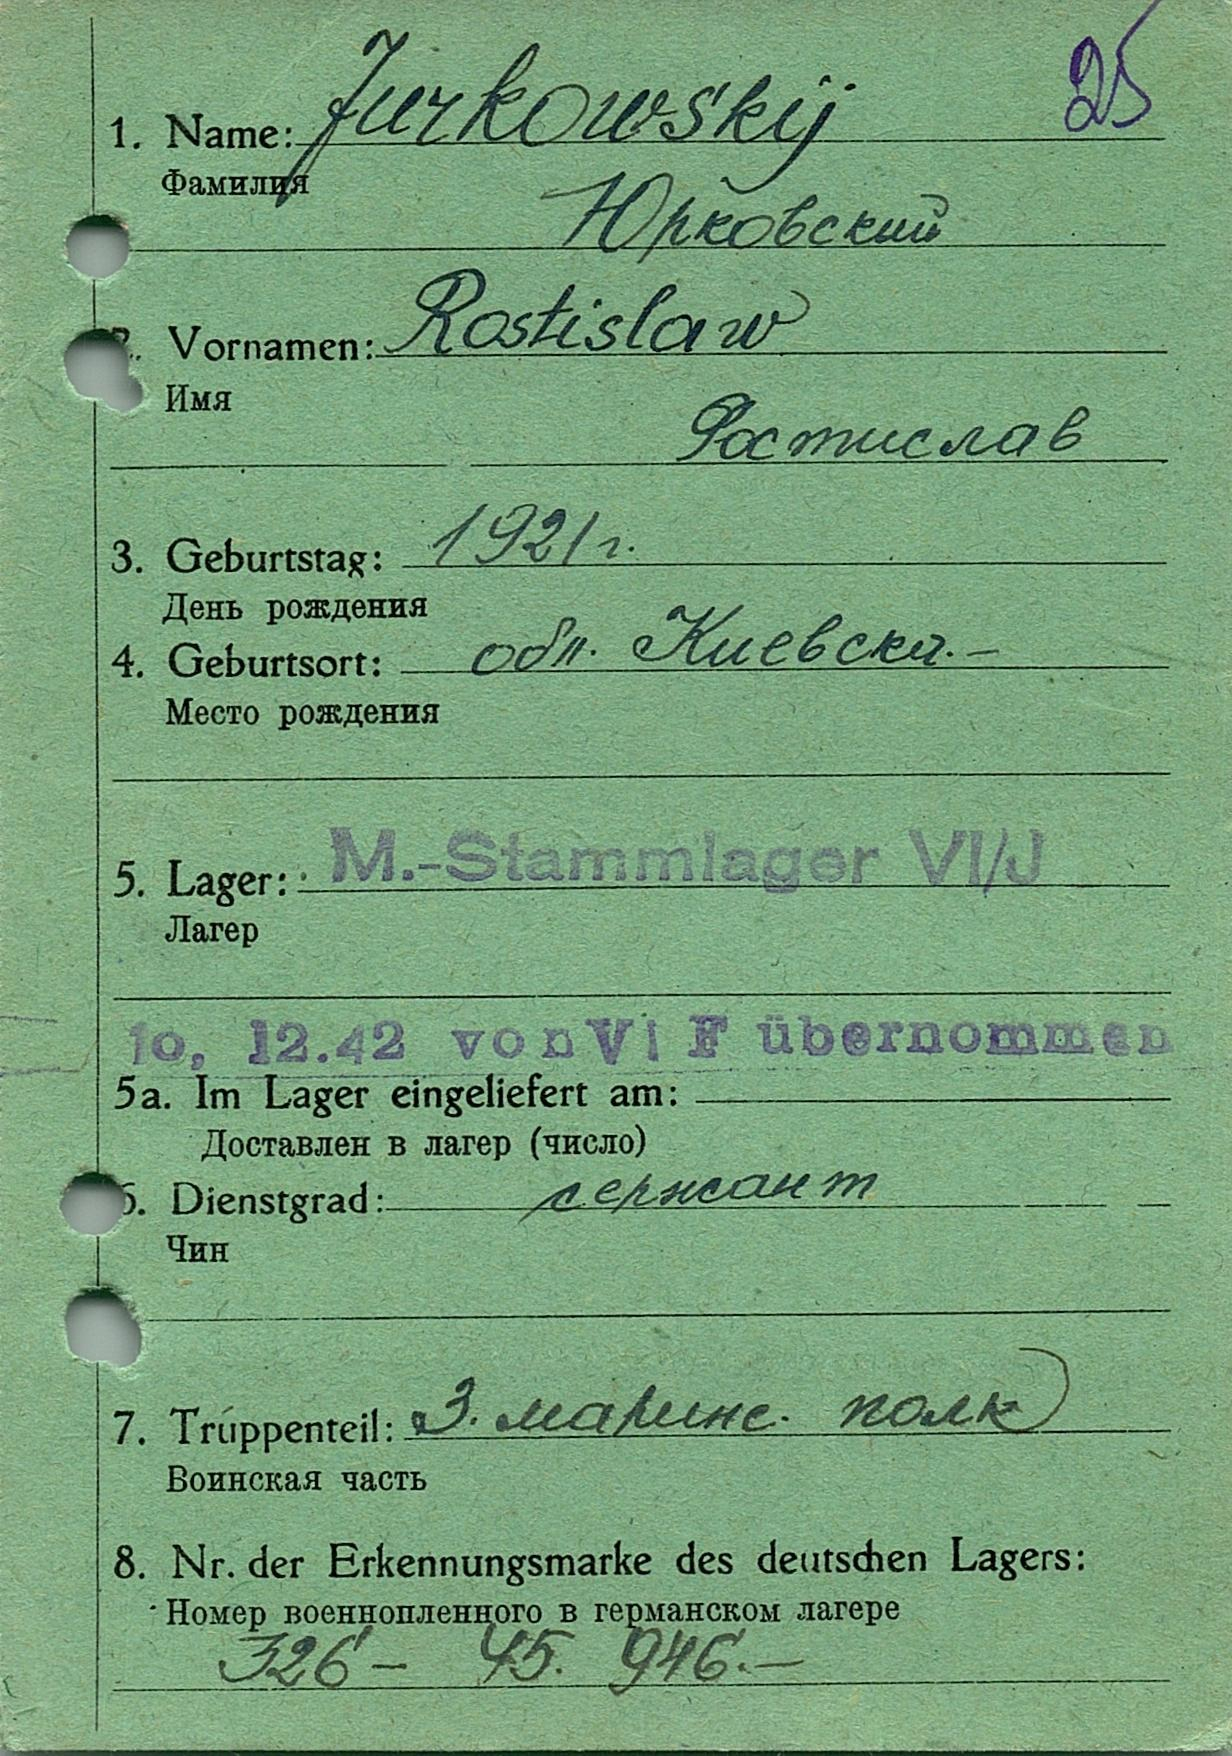 25
1. Name: Jurkowskij
Фамилия
Юрковский
2. Vornamen: Rostislaw
Имя
Ростислав
3. Geburtstag: 1921 г.
День рождения
4. Geburtsort: обл. Киевска.-
Место рождения
5. Lager: M.-Stammlager VI/J
Лагер
10, 12.42 von VI F übernommen
5a. Im Lager eingeliefert am:
Доставлен в лагер (число)
6. Dienstgrad: сержант
Чин
7. Truppenteil: 3. маринс. полк
Воинская часть
8. Nr. der Erkennungsmarke des deutschen Lagers:
Номер военнопленного в германском лагере
326 - 45. 946.-